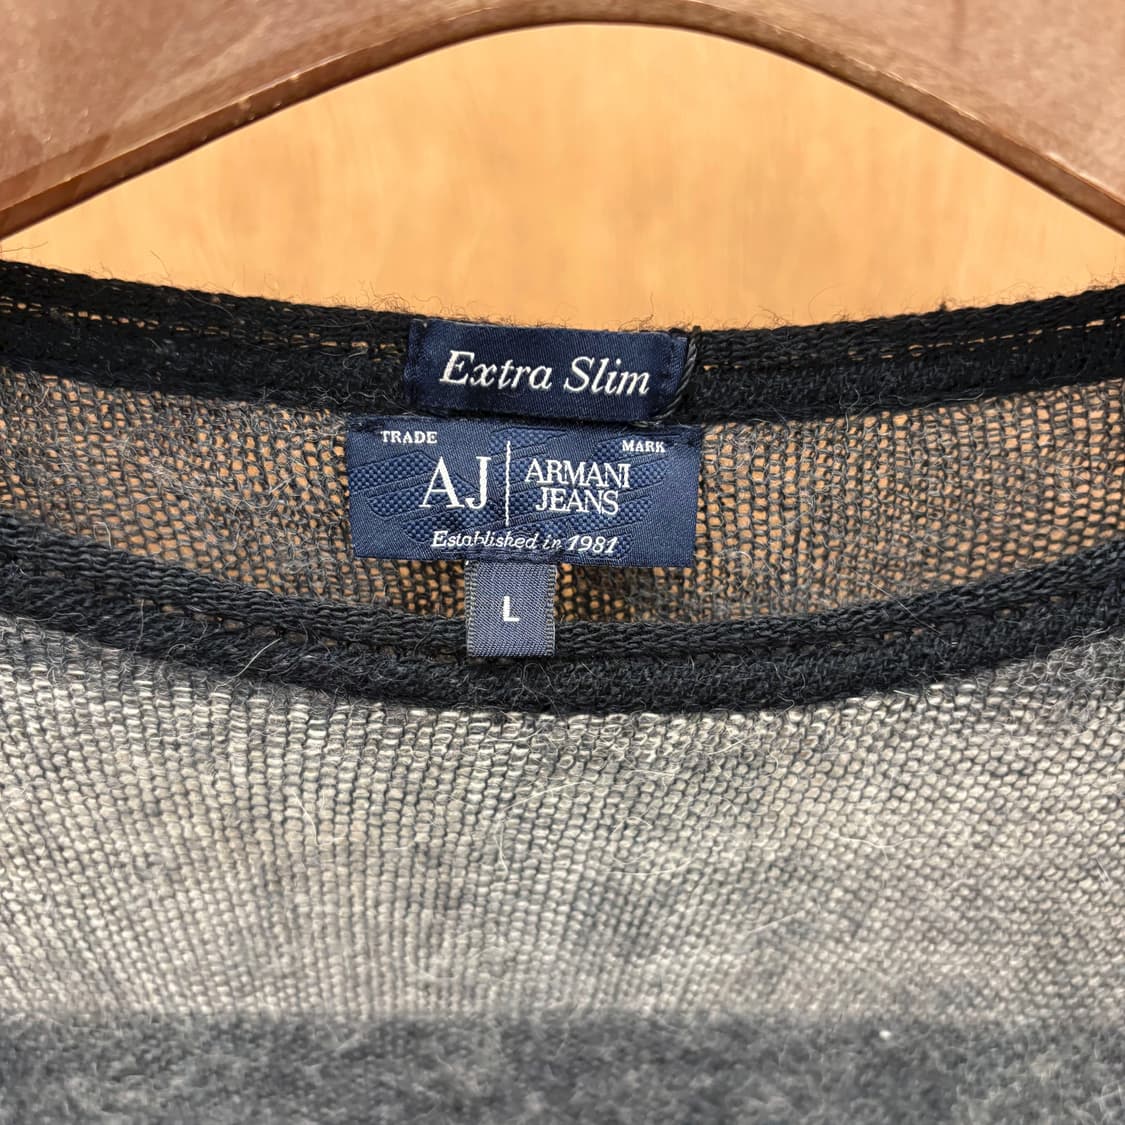 Extra Slim
TRADE MARK
AJ ARMANI
JEANS
Established in 1981
L